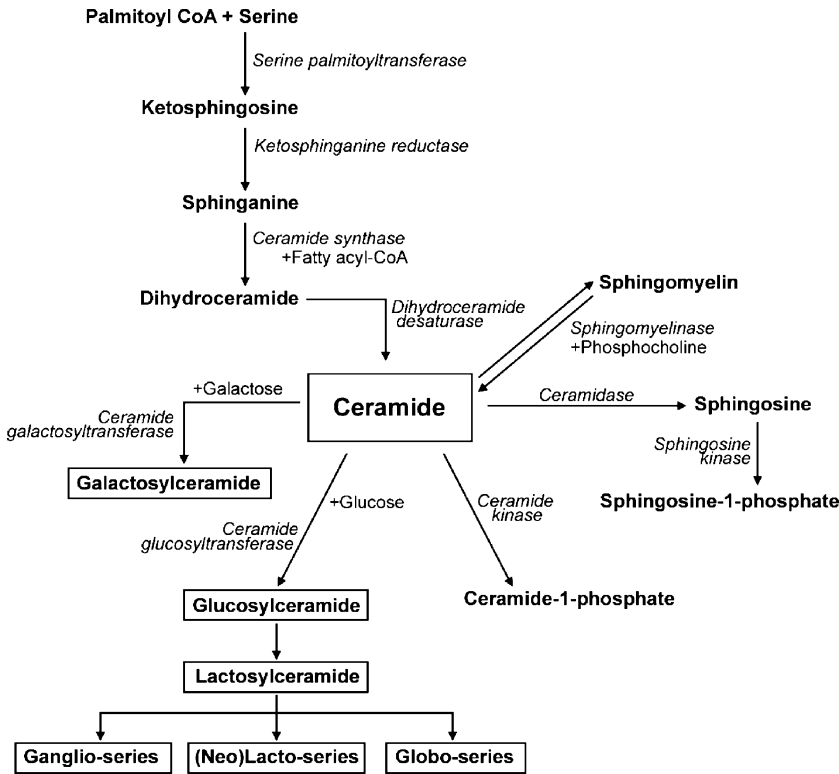 Palmitoyl CoA + Serine
Serine palmitoyltransferase
Ketosphingosine
Ketosphinganine reductase
Sphinganine
Ceramide synthase
+Fatty acyl-CoA
Dihydroceramide
Dihydroceramide
desaturase
Sphingomyelin
Sphingomyelinase
+Phosphocholine
+Galactose
Ceramide
galactosyltransferase
Ceramide
Ceramidase
Sphingosine
Sphingosine
kinase
Galactosylceramide
Sphingosine-1-phosphate
+Glucose
Ceramide
glucosyltransferase
Ceramide
kinase
Glucosylceramide
Ceramide-1-phosphate
Lactosylceramide
Ganglio-series
(Neo)Lacto-series
Globo-series